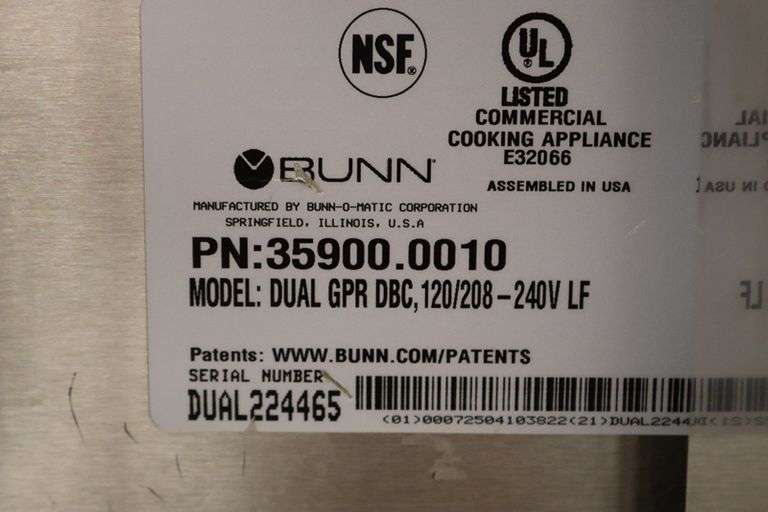 NSF®
UL®
LISTED
COMMERCIAL
COOKING APPLIANCE
E32066
BUNN®
ASSEMBLED IN USA
MANUFACTURED BY BUNN-O-MATIC CORPORATION
SPRINGFIELD, ILLINOIS, U.S.A
PN:35900.0010
MODEL: DUAL GPR DBC,120/208-240V LF
Patents: WWW.BUNN.COM/PATENTS
SERIAL NUMBER
DUAL224465
(01)00072504103822(21)DUAL2244